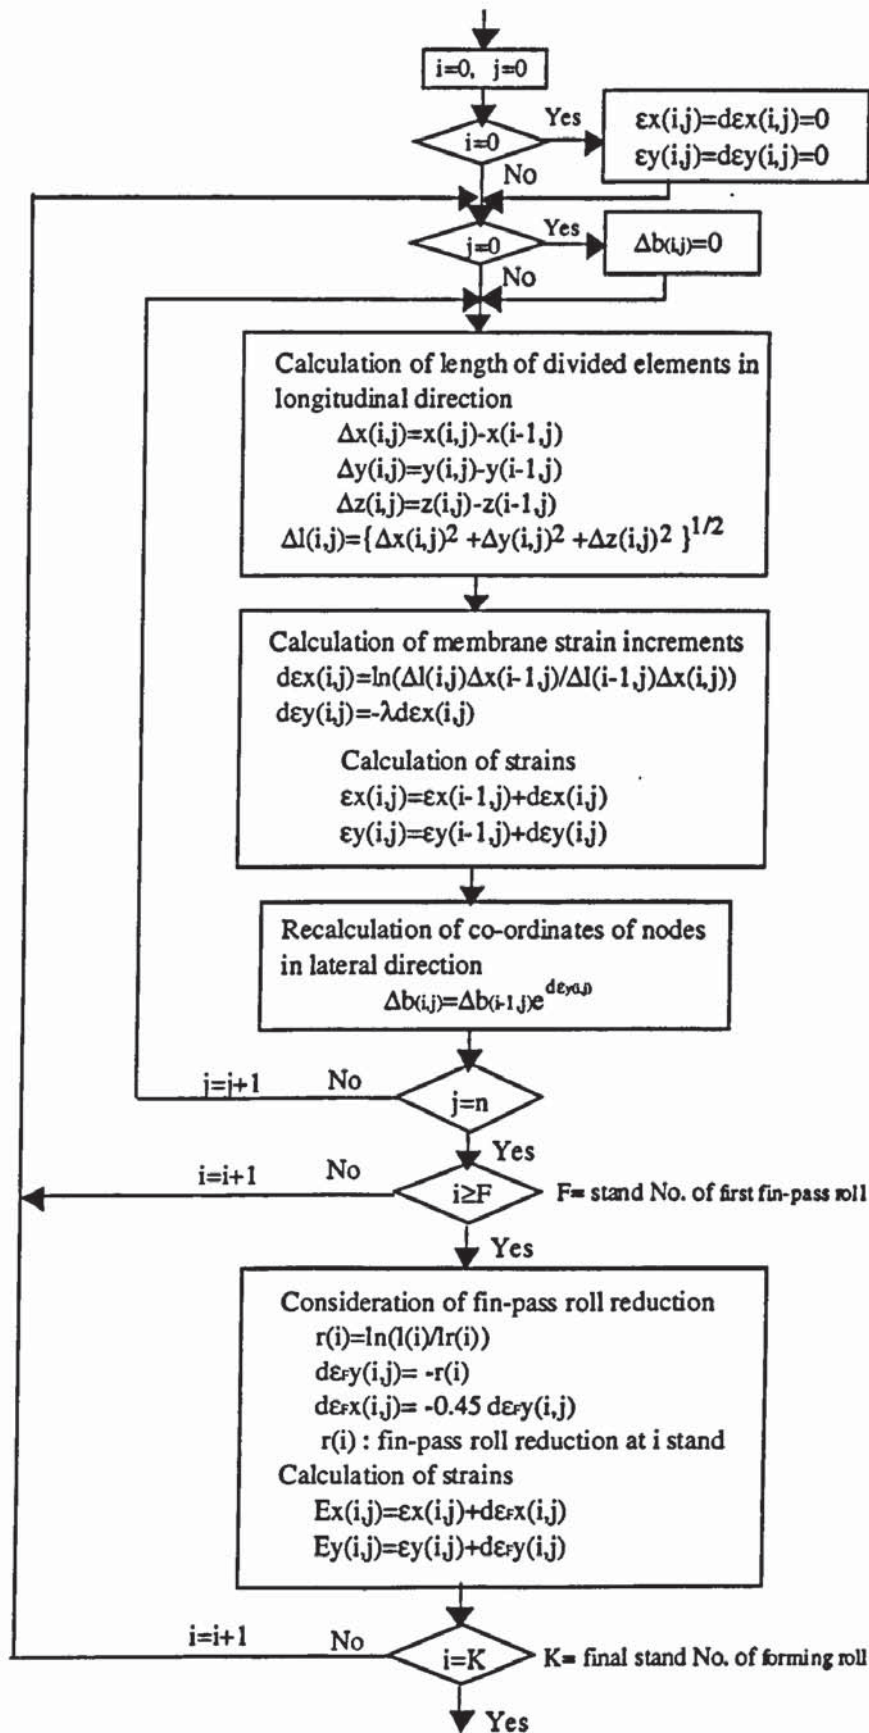 i=0, j=0
i=0
Yes
εx(i,j)=dεx(i,j)=0
εy(i,j)=dεy(i,j)=0
No
j=0
Yes
Δb(i,j)=0
No
Calculation of length of divided elements in
longitudinal direction
Δx(i,j)=x(i,j)-x(i-1,j)
Δy(i,j)=y(i,j)-y(i-1,j)
Δz(i,j)=z(i,j)-z(i-1,j)
Δl(i,j)={Δx(i,j)² +Δy(i,j)² +Δz(i,j)² }^1/2
Calculation of membrane strain increments
dεx(i,j)=ln(Δl(i,j)Δx(i-1,j)/Δl(i-1,j)Δx(i,j))
dεy(i,j)=-λdεx(i,j)
Calculation of strains
εx(i,j)=εx(i-1,j)+dεx(i,j)
εy(i,j)=εy(i-1,j)+dεy(i,j)
Recalculation of co-ordinates of nodes
in lateral direction
Δb(i,j)=Δb(i-1,j)e^dεy(i,j)
j=j+1
No
j=n
Yes
i=i+1
No
i≥F
F= stand No. of first fin-pass roll
Yes
Consideration of fin-pass roll reduction
r(i)=ln(l(i)/lr(i))
dεFy(i,j)= -r(i)
dεFx(i,j)= -0.45 dεFy(i,j)
r(i) : fin-pass roll reduction at i stand
Calculation of strains
Ex(i,j)=εx(i,j)+dεFx(i,j)
Ey(i,j)=εy(i,j)+dεFy(i,j)
i=i+1
No
i=K
K= final stand No. of forming roll
Yes